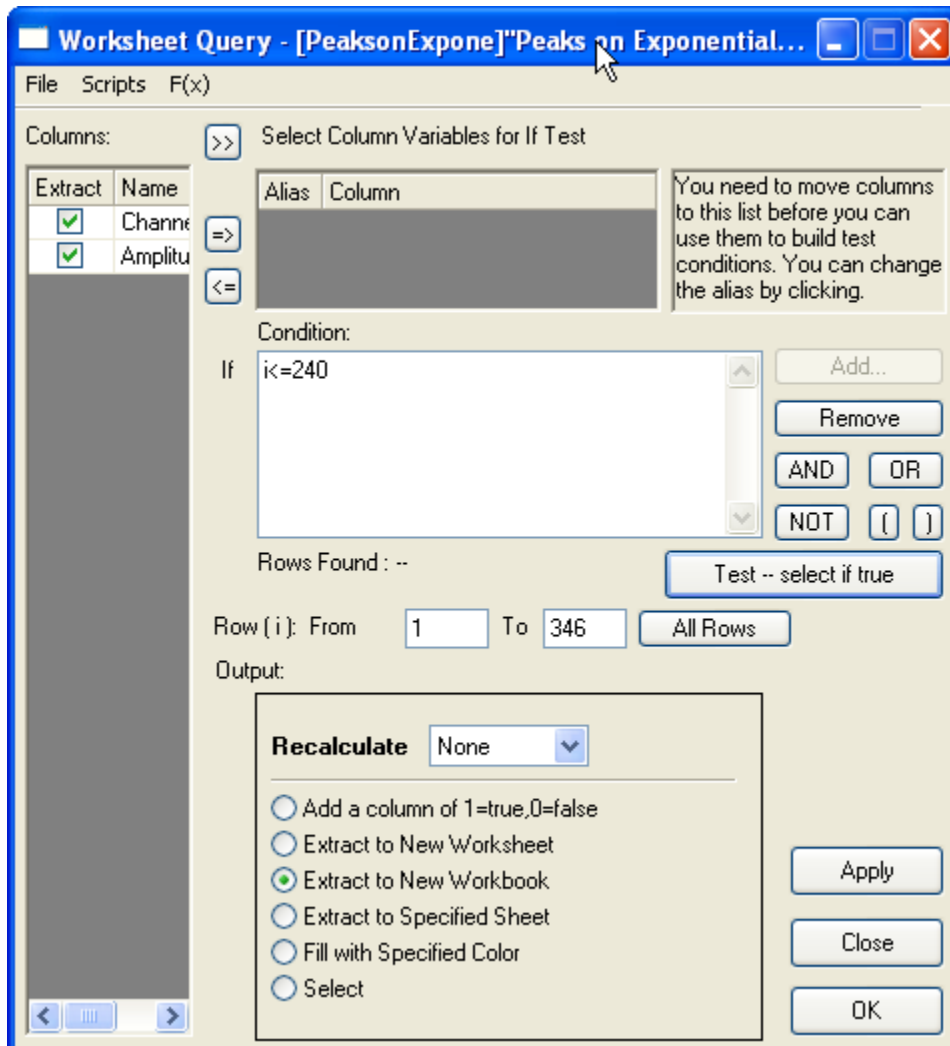 Worksheet Query - [PeaksonExpone]"Peaks on Exponential...
File Scripts F(x)
Columns:
>>
Select Column Variables for If Test
Extract Name
Channe
Amplitu
Alias Column
=>
<=
You need to move columns
to this list before you can
use them to build test
conditions. You can change
the alias by clicking.
Condition:
If
i<=240
Add...
Remove
AND OR
NOT ( )
Rows Found : --
Test -- select if true
Row ( i ): From 1 To 346 All Rows
Output:
Recalculate None
Add a column of 1=true,0=false
Extract to New Worksheet
Extract to New Workbook
Extract to Specified Sheet
Fill with Specified Color
Select
Apply
Close
OK